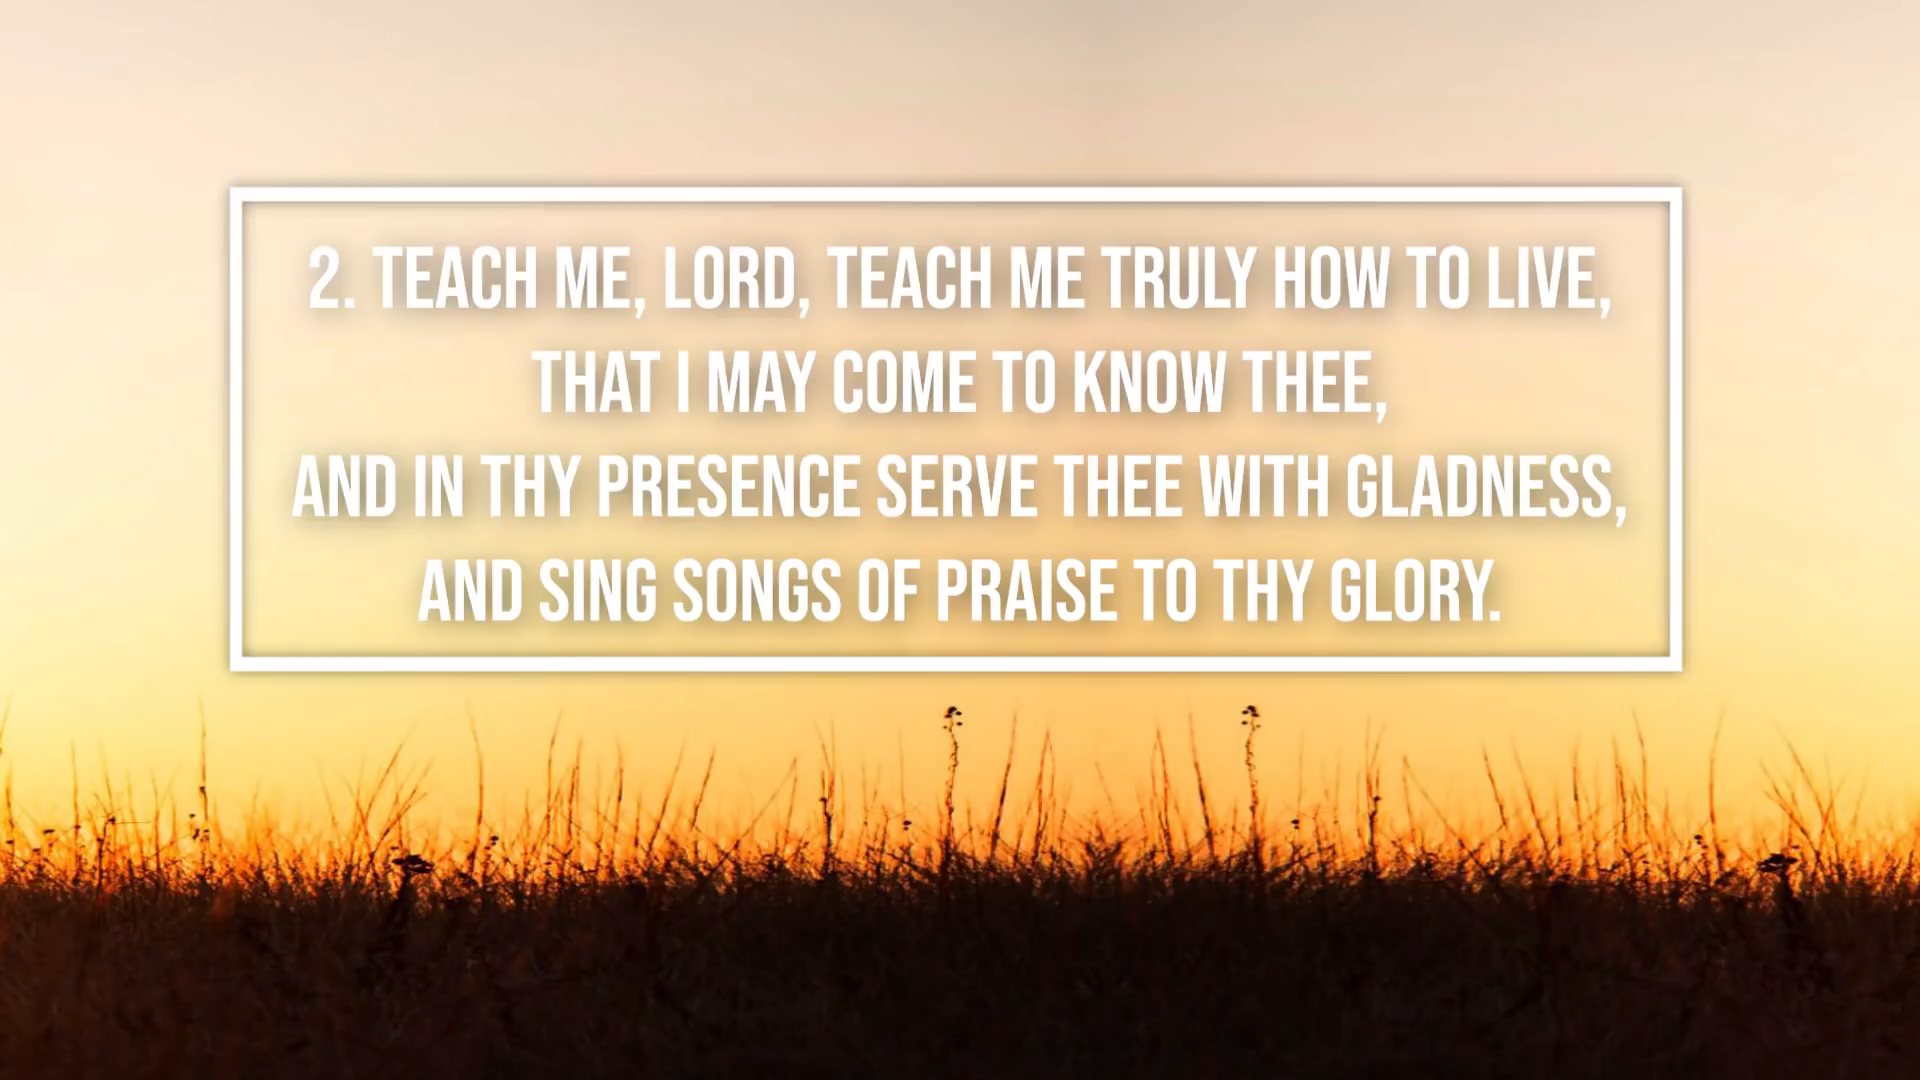 2. TEACH ME, LORD, TEACH ME TRULY HOW TO LIVE,
THAT I MAY COME TO KNOW THEE,
AND IN THY PRESENCE SERVE THEE WITH GLADNESS,
AND SING SONGS OF PRAISE TO THY GLORY.